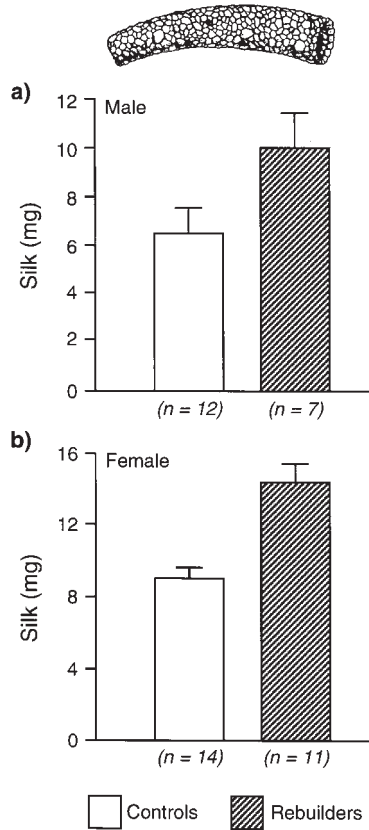 a)
Male
12
10
8
6
4
2
0
Silk (mg)
(n = 12) (n = 7)
b)
Female
16
12
8
4
0
Silk (mg)
(n = 14) (n = 11)
Controls Rebuilders